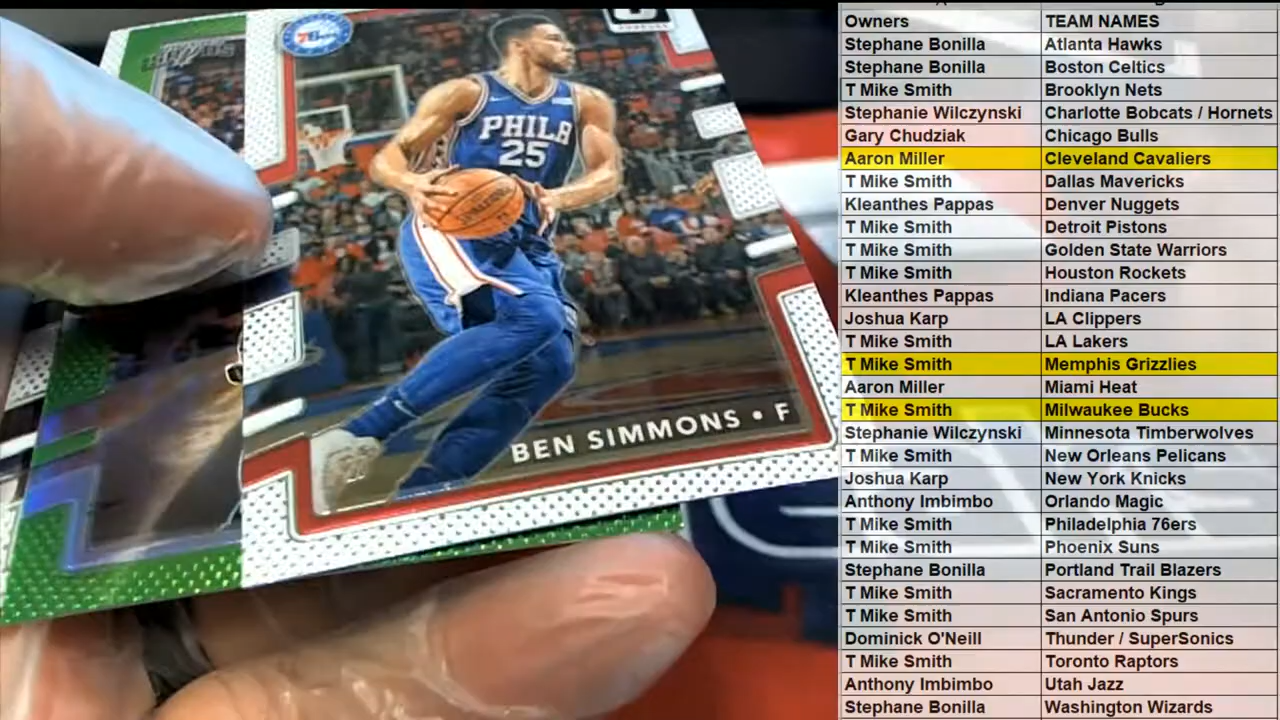 76
PHILA
25
SPALDING
BEN SIMMONS • F
Owners TEAM NAMES
Stephane Bonilla Atlanta Hawks
Stephane Bonilla Boston Celtics
T Mike Smith Brooklyn Nets
Stephanie Wilczynski Charlotte Bobcats / Hornets
Gary Chudziak Chicago Bulls
Aaron Miller Cleveland Cavaliers
T Mike Smith Dallas Mavericks
Kleanthes Pappas Denver Nuggets
T Mike Smith Detroit Pistons
T Mike Smith Golden State Warriors
T Mike Smith Houston Rockets
Kleanthes Pappas Indiana Pacers
Joshua Karp LA Clippers
T Mike Smith LA Lakers
T Mike Smith Memphis Grizzlies
Aaron Miller Miami Heat
T Mike Smith Milwaukee Bucks
Stephanie Wilczynski Minnesota Timberwolves
T Mike Smith New Orleans Pelicans
Joshua Karp New York Knicks
Anthony Imbimbo Orlando Magic
T Mike Smith Philadelphia 76ers
T Mike Smith Phoenix Suns
Stephane Bonilla Portland Trail Blazers
T Mike Smith Sacramento Kings
T Mike Smith San Antonio Spurs
Dominick O'Neill Thunder / SuperSonics
T Mike Smith Toronto Raptors
Anthony Imbimbo Utah Jazz
Stephane Bonilla Washington Wizards